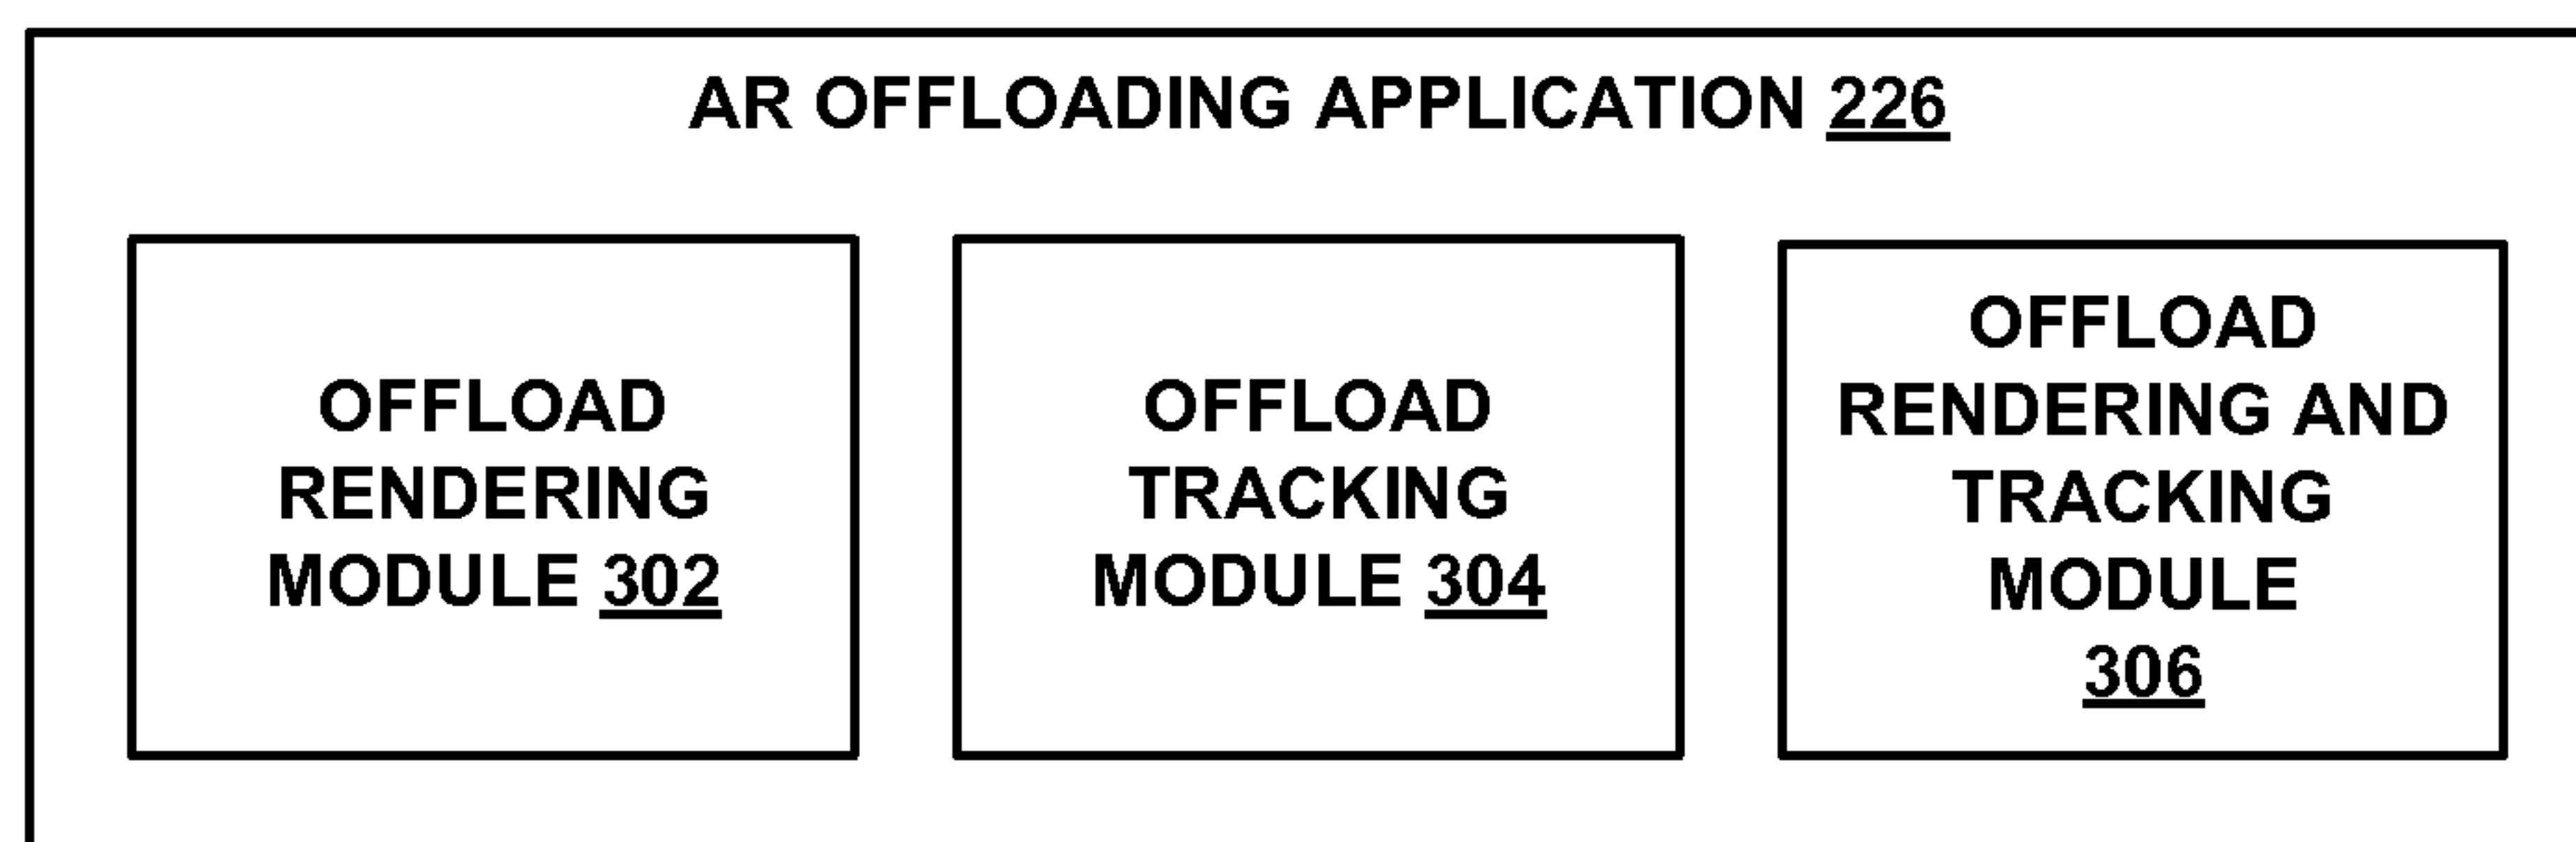 AR OFFLOADING APPLICATION 226
OFFLOAD
RENDERING
MODULE 302
OFFLOAD
TRACKING
MODULE 304
OFFLOAD
RENDERING AND
TRACKING
MODULE
306